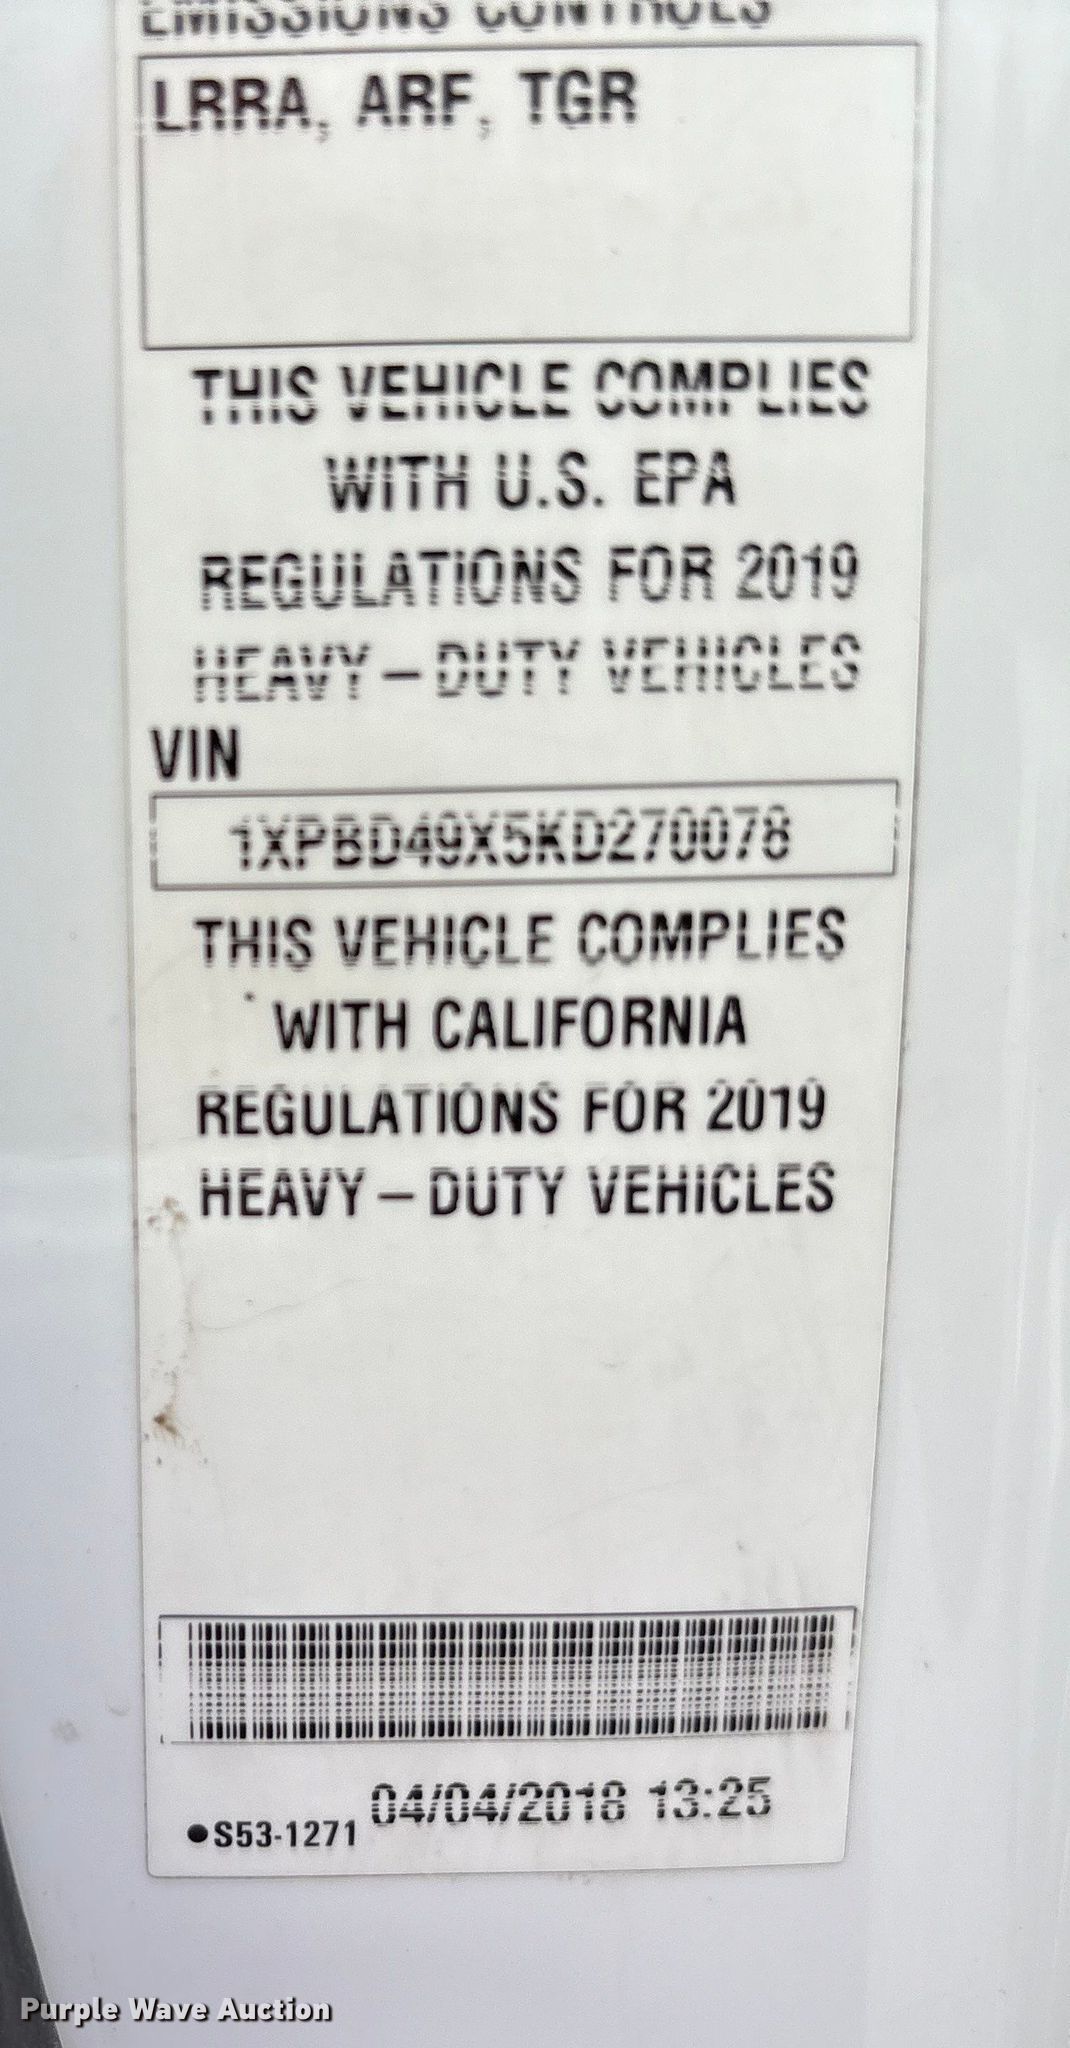 EMISSIONS CONTROLS
LRRA, ARF, TGR
THIS VEHICLE COMPLIES
WITH U.S. EPA
REGULATIONS FOR 2019
HEAVY - DUTY VEHICLES
VIN
1XPBD49X5KD270078
THIS VEHICLE COMPLIES
WITH CALIFORNIA
REGULATIONS FOR 2019
HEAVY - DUTY VEHICLES
04/04/2018 13:25
●S53-1271
Purple Wave Auction